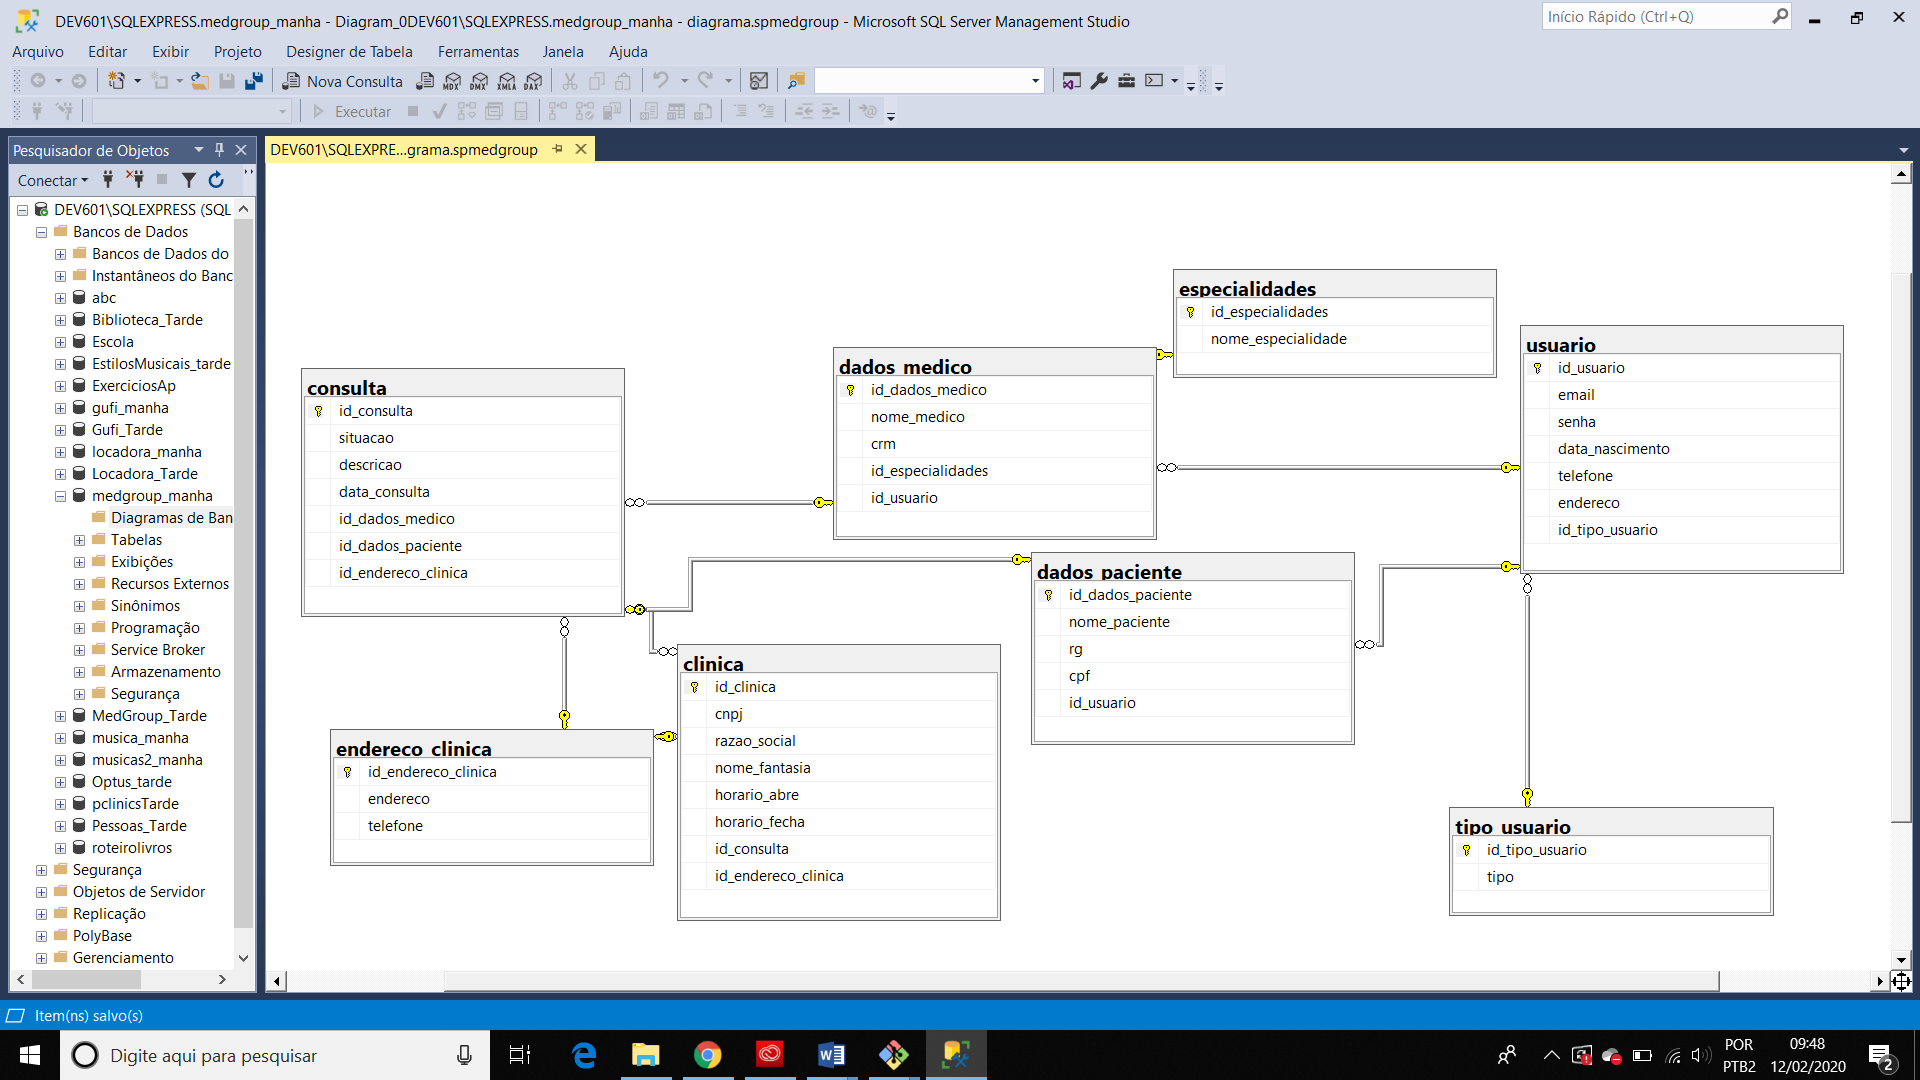 DEV601\SQLEXPRESS.medgroup_manha - Diagram_0DEV601\SQLEXPRESS.medgroup_manha - diagrama.spmedgroup - Microsoft SQL Server Management Studio
Início Rápido (Ctrl+Q)
Arquivo Editar Exibir Projeto Designer de Tabela Ferramentas Janela Ajuda
Nova Consulta MDX DMX XMLA DAX
Executar
Pesquisador de Objetos
DEV601\SQLEXPRE...grama.spmedgroup
Conectar
DEV601\SQLEXPRESS (SQL
Bancos de Dados
Bancos de Dados do
Instantâneos do Banc
abc
Biblioteca_Tarde
Escola
EstilosMusicais_tarde
ExerciciosAp
gufi_manha
Gufi_Tarde
locadora_manha
Locadora_Tarde
medgroup_manha
Diagramas de Ban
Tabelas
Exibições
Recursos Externos
Sinônimos
Programação
Service Broker
Armazenamento
Segurança
MedGroup_Tarde
musica_manha
musicas2_manha
Optus_tarde
pclinicsTarde
Pessoas_Tarde
roteirolivros
Segurança
Objetos de Servidor
Replicação
PolyBase
Gerenciamento
consulta
id_consulta
situacao
descricao
data_consulta
id_dados_medico
id_dados_paciente
id_endereco_clinica
dados_medico
id_dados_medico
nome_medico
crm
id_especialidades
id_usuario
especialidades
id_especialidades
nome_especialidade
usuario
id_usuario
email
senha
data_nascimento
telefone
endereco
id_tipo_usuario
dados_paciente
id_dados_paciente
nome_paciente
rg
cpf
id_usuario
clinica
id_clinica
cnpj
razao_social
nome_fantasia
horario_abre
horario_fecha
id_consulta
id_endereco_clinica
endereco_clinica
id_endereco_clinica
endereco
telefone
tipo_usuario
id_tipo_usuario
tipo
Item(ns) salvo(s)
Digite aqui para pesquisar
POR
PTB2
09:48
12/02/2020
2